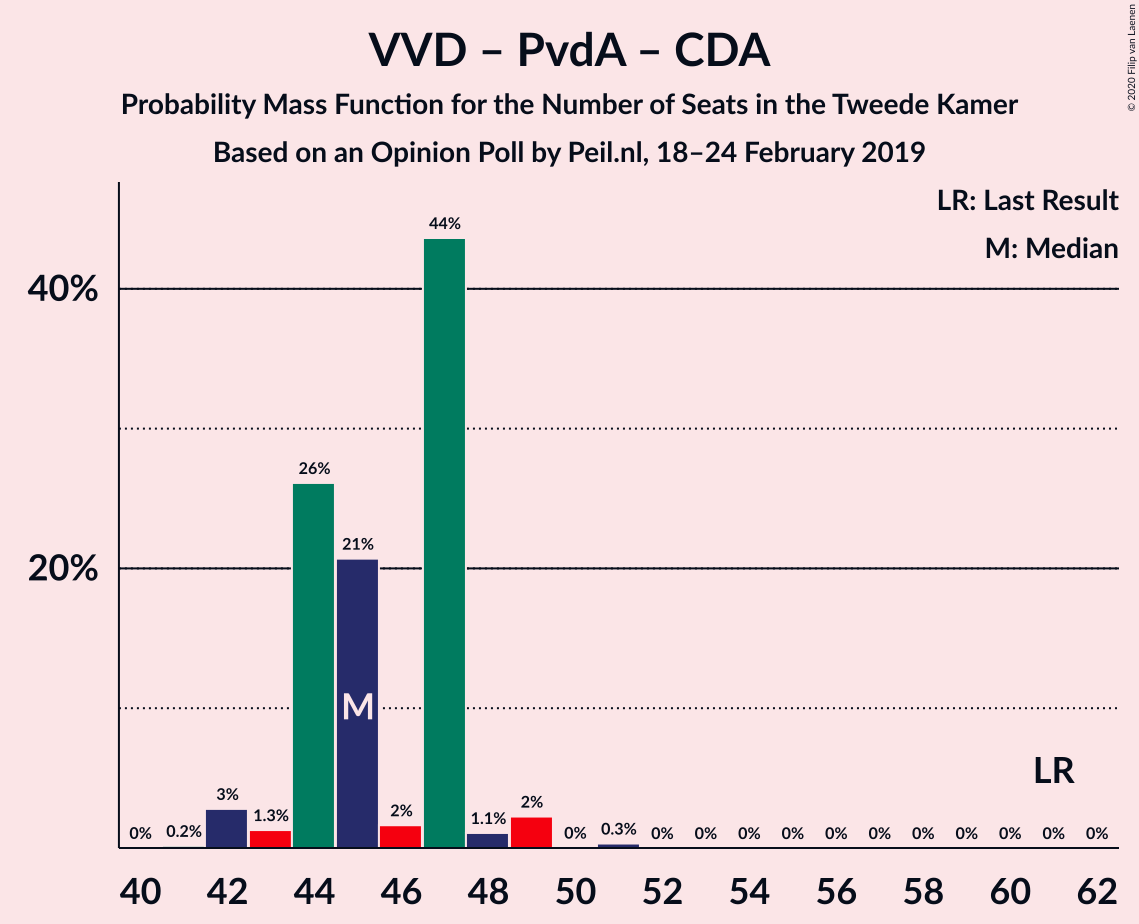 VVD – PvdA – CDA
Probability Mass Function for the Number of Seats in the Tweede Kamer
Based on an Opinion Poll by Peil.nl, 18–24 February 2019
© 2020 Filip van Laenen
LR: Last Result
M: Median
40%
20%
0% 0.2% 3% 1.3% 26% 21% 2% 44% 1.1% 2% 0% 0.3% 0% 0% 0% 0% 0% 0% 0% 0% 0% 0% 0%
M
LR
40 42 44 46 48 50 52 54 56 58 60 62